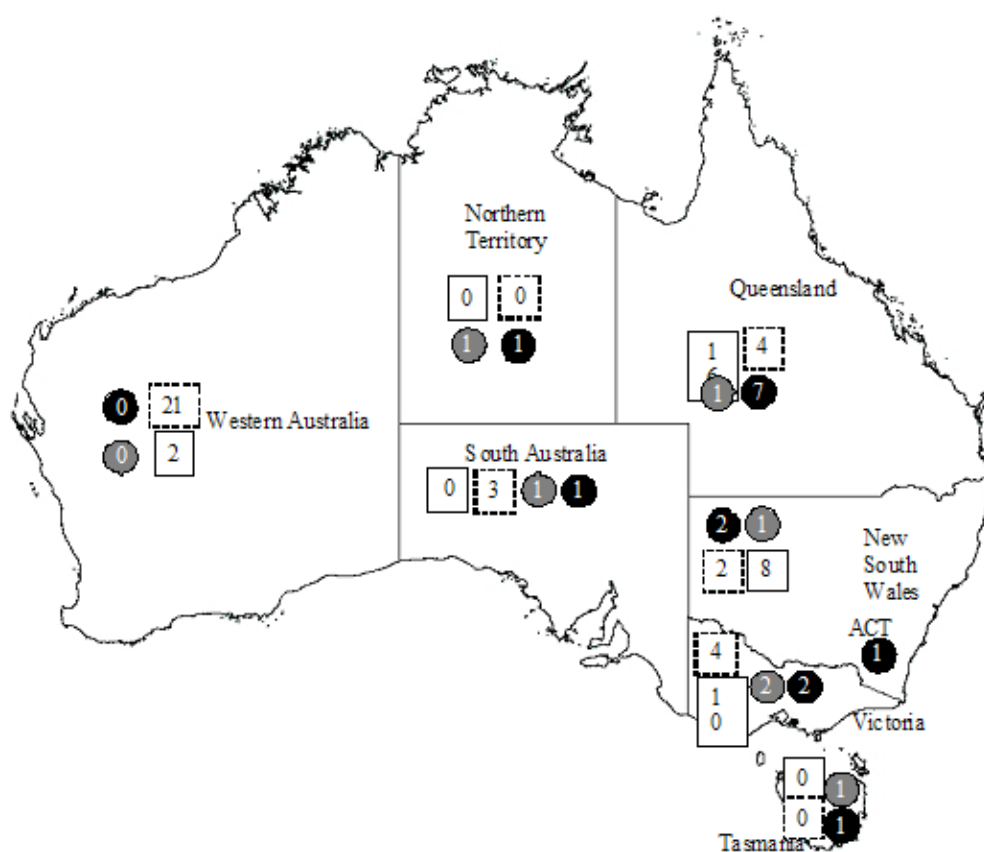 Northern
Territory
0 0
1 1
Queensland
1
6
4
1 7
0 21
Western Australia
0 2
South Australia
0 3 1 1
2 1
2 8
New
South
Wales
ACT
1
4
1
0
2 2
Victoria
0
1
0
1
Tasmania